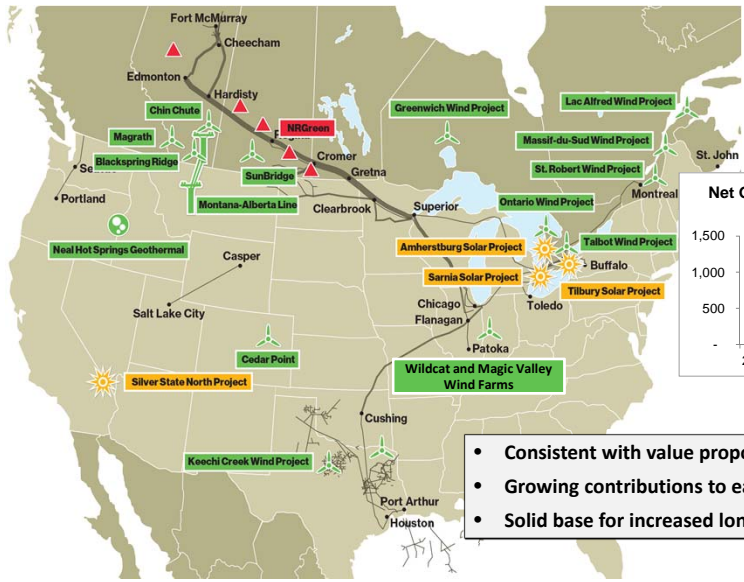 Fort McMurray
Cheecham
Edmonton
Hardisty
Chin Chute
Magrath
Blackspring Ridge
NRGreen
SunBridge
Cromer
Gretna
Montana-Alberta Line
Clearbrook
Superior
Portland
Neal Hot Springs Geothermal
Casper
Salt Lake City
Cedar Point
Silver State North Project
Keechi Creek Wind Project
Cushing
Port Arthur
Houston
Greenwich Wind Project
Lac Alfred Wind Project
Massif-du-Sud Wind Project
St. John
St. Robert Wind Project
Montreal
Ontario Wind Project
Amherstburg Solar Project
Talbot Wind Project
Sarnia Solar Project
Buffalo
Tilbury Solar Project
Toledo
Chicago
Flanagan
Patoka
Wildcat and Magic Valley
Wind Farms
Net
1,500
1,000
500
-
• Consistent with value
• Growing contributions to
• Solid base for increased